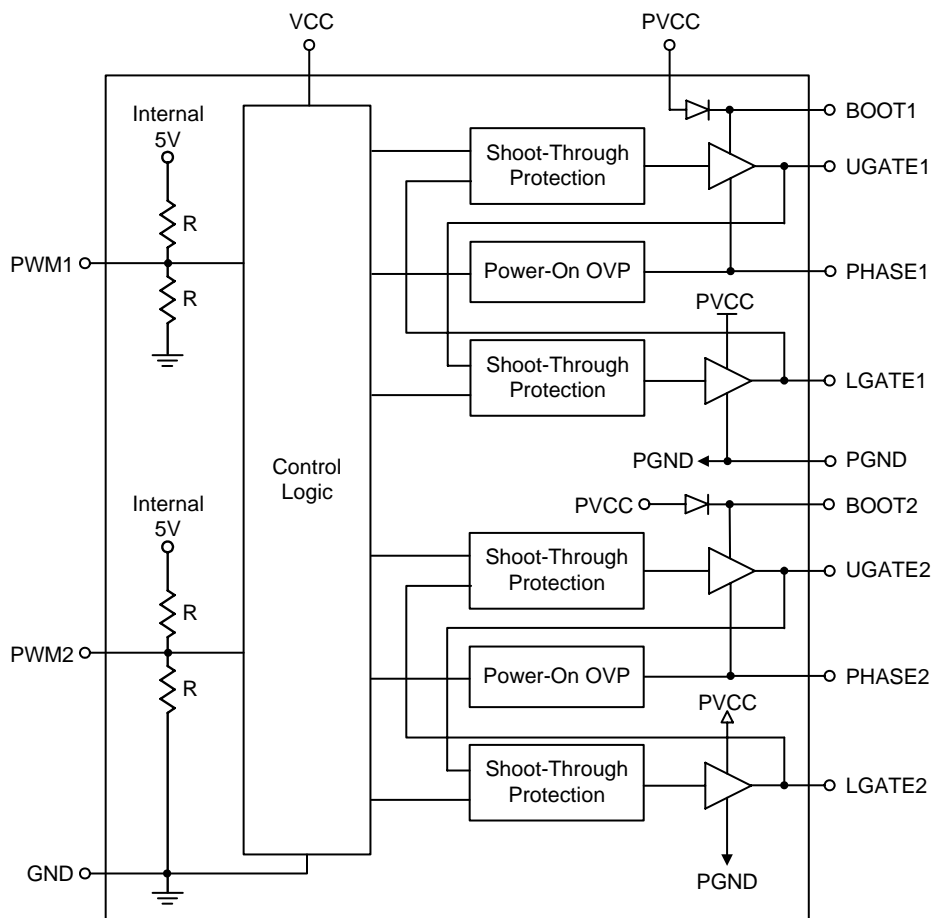 VCC
PVCC
Internal
5V
BOOT1
Shoot-Through
Protection
UGATE1
R
PWM1
Power-On OVP
PHASE1
R
PVCC
Shoot-Through
Protection
LGATE1
Control
Logic
PGND
PGND
Internal
5V
PVCC
BOOT2
Shoot-Through
Protection
UGATE2
R
PWM2
Power-On OVP
PHASE2
R
PVCC
Shoot-Through
Protection
LGATE2
GND
PGND